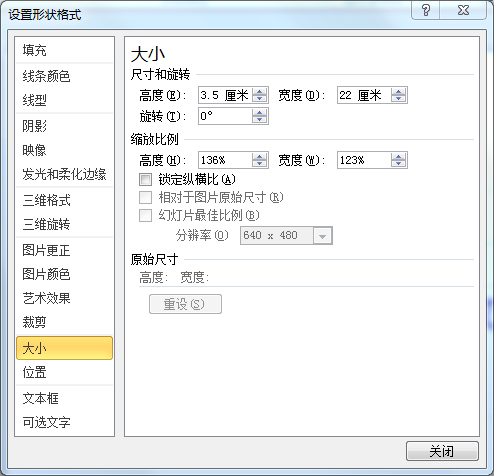 设置形状格式
填充
线条颜色
线型
阴影
映像
发光和柔化边缘
三维格式
三维旋转
图片更正
图片颜色
艺术效果
裁剪
大小
位置
文本框
可选文字
大小
尺寸和旋转
高度(E): 3.5 厘米 宽度(D): 22 厘米
旋转(T): 0°
缩放比例
高度(H): 136% 宽度(W): 123%
锁定纵横比(A)
相对于图片原始尺寸(R)
幻灯片最佳比例(B)
分辨率(O) 640 x 480
原始尺寸
高度: 宽度:
重设(S)
关闭